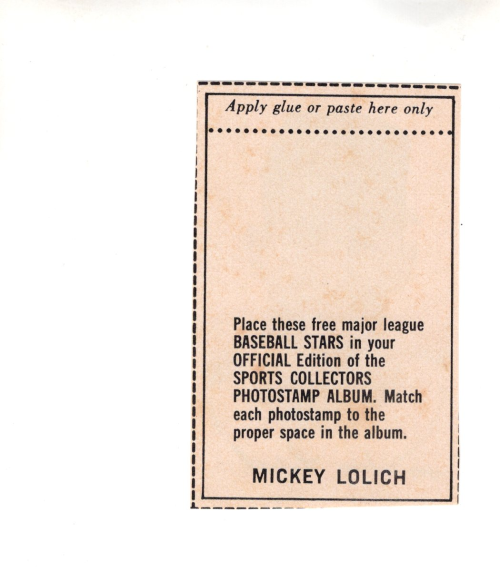 Apply glue or paste here only
Place these free major league
BASEBALL STARS in your
OFFICIAL Edition of the
SPORTS COLLECTORS
PHOTOSTAMP ALBUM. Match
each photostamp to the
proper space in the album.
MICKEY LOLICH